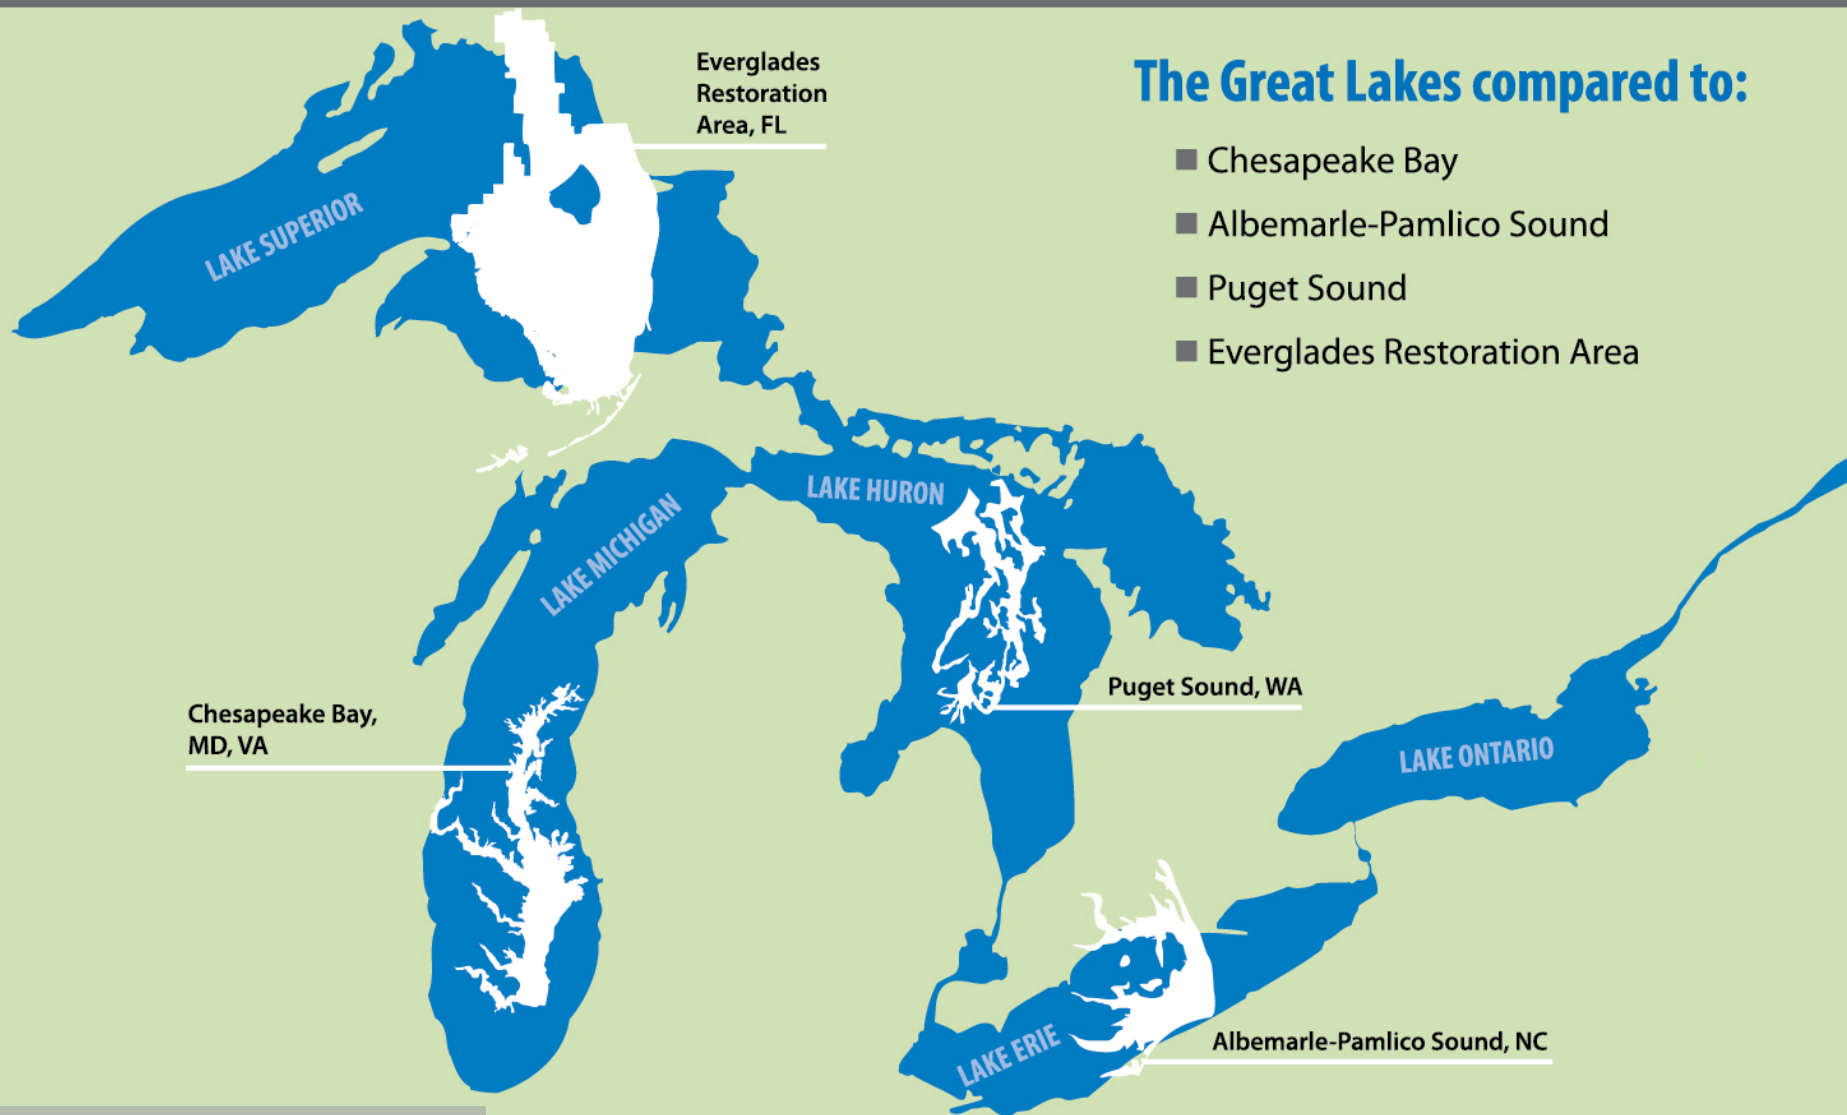 Everglades
Restoration
Area, FL
The Great Lakes compared to:
Chesapeake Bay
Albemarle-Pamlico Sound
Puget Sound
Everglades Restoration Area
LAKE SUPERIOR
LAKE HURON
LAKE MICHIGAN
Puget Sound, WA
Chesapeake Bay,
MD, VA
LAKE ONTARIO
LAKE ERIE
Albemarle-Pamlico Sound, NC